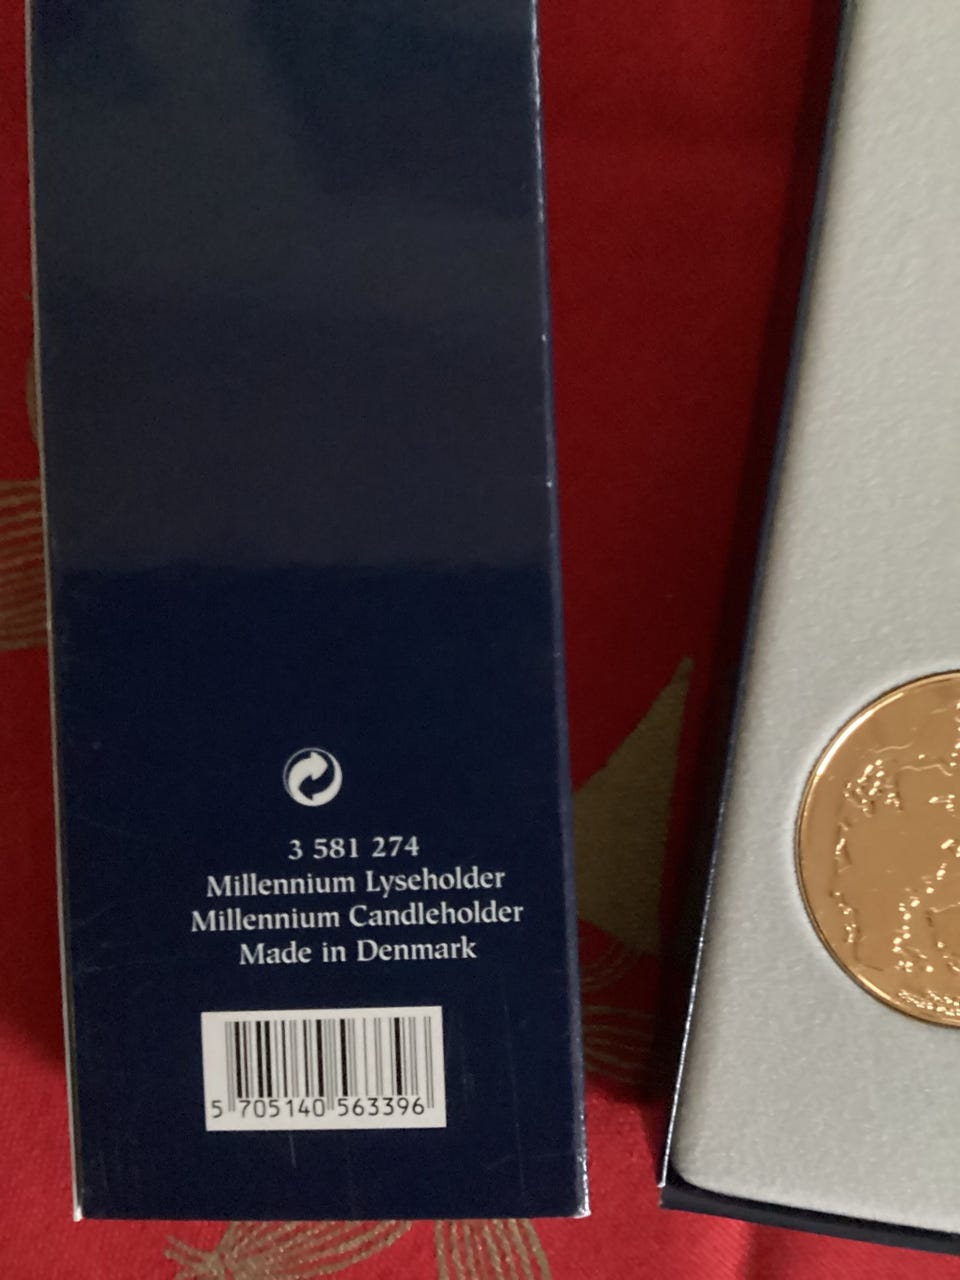 3 581 274
Millennium Lyseholder
Millennium Candleholder
Made in Denmark
5 705140 563396